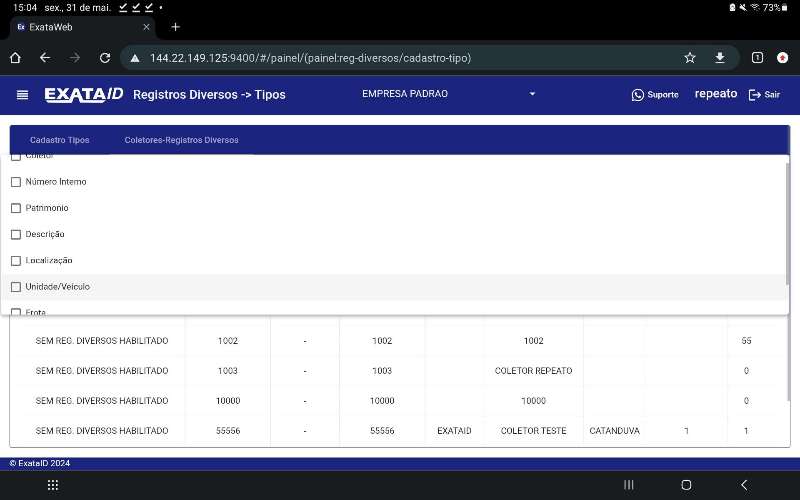 15:04 sex., 31 de mai. 73%
Ex ExataWeb
144.22.149.125:9400/#/painel/(painel:reg-diversos/cadastro-tipo) 1
EXATAID Registros Diversos -> Tipos EMPRESA PADRAO Suporte repeato Sair
Cadastro Tipos Coletores-Registros Diversos
Coletor
Número Interno
Patrimonio
Descrição
Localização
Unidade/Veículo
Frota
SEM REG. DIVERSOS HABILITADO 1002 - 1002 1002 55
SEM REG. DIVERSOS HABILITADO 1003 - 1003 COLETOR REPEATO 0
SEM REG. DIVERSOS HABILITADO 10000 - 10000 10000 0
SEM REG. DIVERSOS HABILITADO 55556 - 55556 EXATAID COLETOR TESTE CATANDUVA 1 1
© ExataID 2024